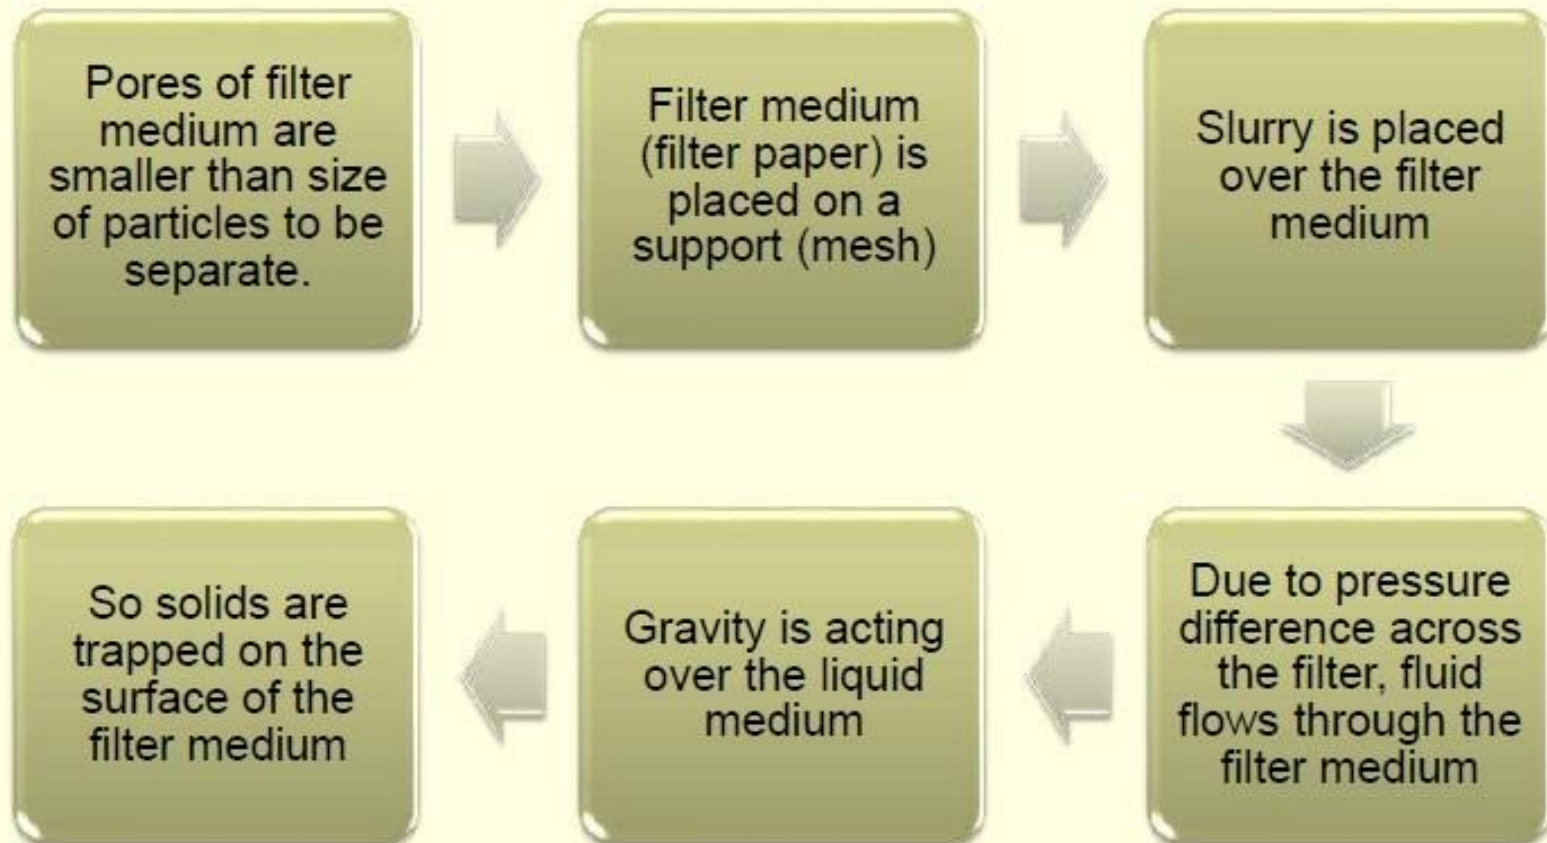 Pores of filter
medium are
smaller than size
of particles to be
separate.
Filter medium
(filter paper) is
placed on a
support (mesh)
Slurry is placed
over the filter
medium
Due to pressure
difference across
the filter, fluid
flows through the
filter medium
Gravity is acting
over the liquid
medium
So solids are
trapped on the
surface of the
filter medium